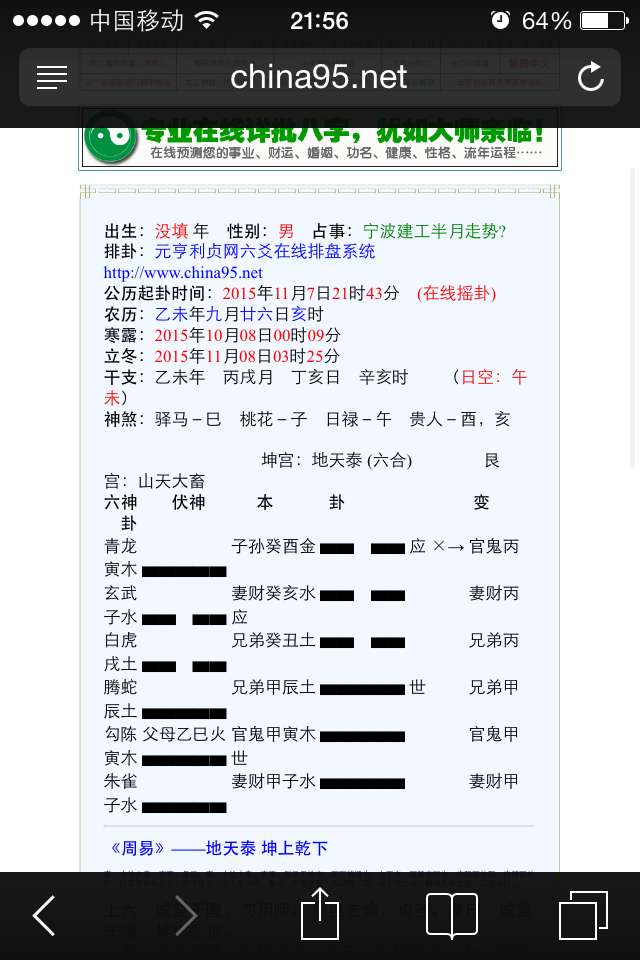 中国移动 21:56 64%
china95.net
专业在线详批八字，犹如大师亲临！
在线预测您的事业、财运、婚姻、功名、健康、性格、流年运程……
出生：没填 年 性别：男 占事：宁波建工半月走势?
排卦：元亨利贞网六爻在线排盘系统
http://www.china95.net
公历起卦时间：2015年11月7日21时43分 (在线摇卦)
农历：乙未年九月廿六日亥时
寒露：2015年10月08日00时09分
立冬：2015年11月08日03时25分
干支：乙未年 丙戌月 丁亥日 辛亥时 （日空：午
未）
神煞：驿马－巳 桃花－子 日禄－午 贵人－酉，亥
坤宫：地天泰 (六合) 艮
宫：山天大畜
六神 伏神 本 卦 变
卦
青龙 子孙癸酉金 应 ×→ 官鬼丙
寅木
玄武 妻财癸亥水 妻财丙
子水 应
白虎 兄弟癸丑土 兄弟丙
戌土
腾蛇 兄弟甲辰土 世 兄弟甲
辰土
勾陈 父母乙巳火 官鬼甲寅木 官鬼甲
寅木 世
朱雀 妻财甲子水 妻财甲
子水
《周易》——地天泰 坤上乾下